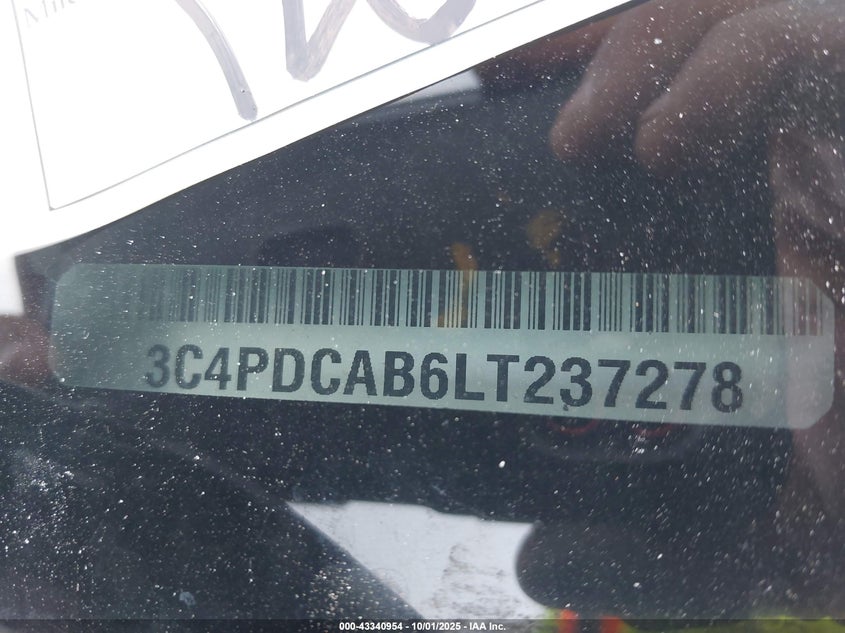 3C4PDCAB6LT237278
000-43340954 - 10/01/2025 - IAA Inc.